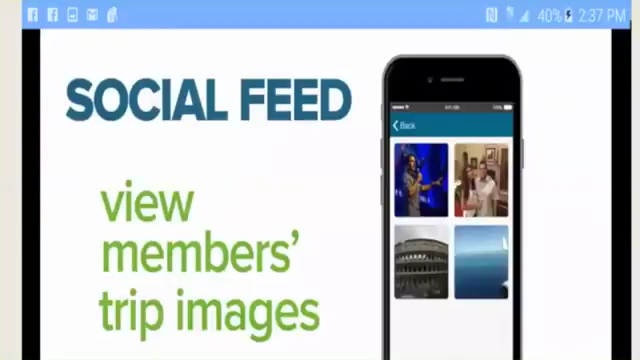 40% 2:37 PM
SOCIAL FEED
Back
view
members’
trip images